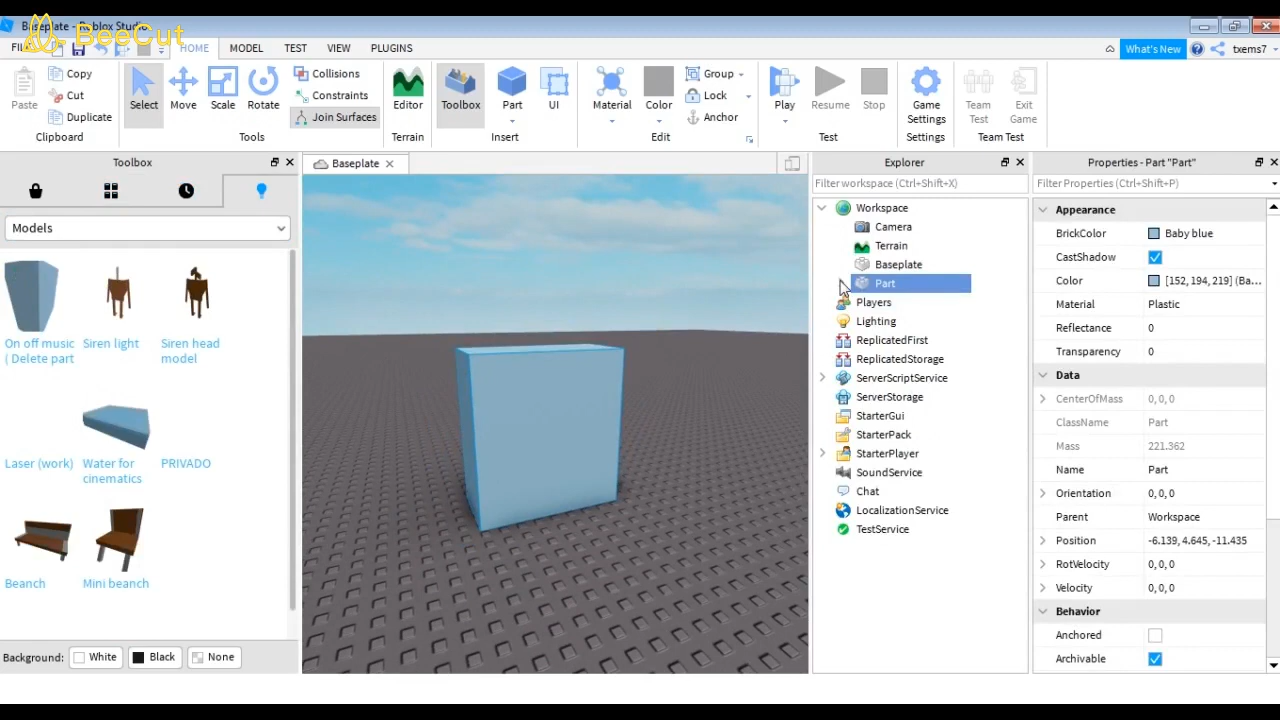 Baseplate - Roblox Studio
BeeCut
HOME
MODEL
TEST
VIEW
PLUGINS
What's New
txems7
Paste
Copy
Cut
Duplicate
Clipboard
Select
Move
Scale
Rotate
Collisions
Constraints
Join Surfaces
Tools
Editor
Terrain
Toolbox
Part
UI
Insert
Material
Color
Group
Lock
Anchor
Edit
Play
Resume
Stop
Test
Game
Settings
Settings
Team
Test
Exit
Game
Team Test
Toolbox
Models
On off music
( Delete part
Siren light
Siren head
model
Laser (work)
Water for
cinematics
PRIVADO
Beanch
Mini beanch
Background:
White
Black
None
Baseplate
Explorer
Filter workspace (Ctrl+Shift+X)
Workspace
Camera
Terrain
Baseplate
Part
Players
Lighting
ReplicatedFirst
ReplicatedStorage
ServerScriptService
ServerStorage
StarterGui
StarterPack
StarterPlayer
SoundService
Chat
LocalizationService
TestService
Properties - Part "Part"
Filter Properties (Ctrl+Shift+P)
Appearance
BrickColor Baby blue
CastShadow
Color [152, 194, 219] (Ba...
Material Plastic
Reflectance 0
Transparency 0
Data
CenterOfMass 0, 0, 0
ClassName Part
Mass 221.362
Name Part
Orientation 0, 0, 0
Parent Workspace
Position -6.139, 4.645, -11.435
RotVelocity 0, 0, 0
Velocity 0, 0, 0
Behavior
Anchored
Archivable